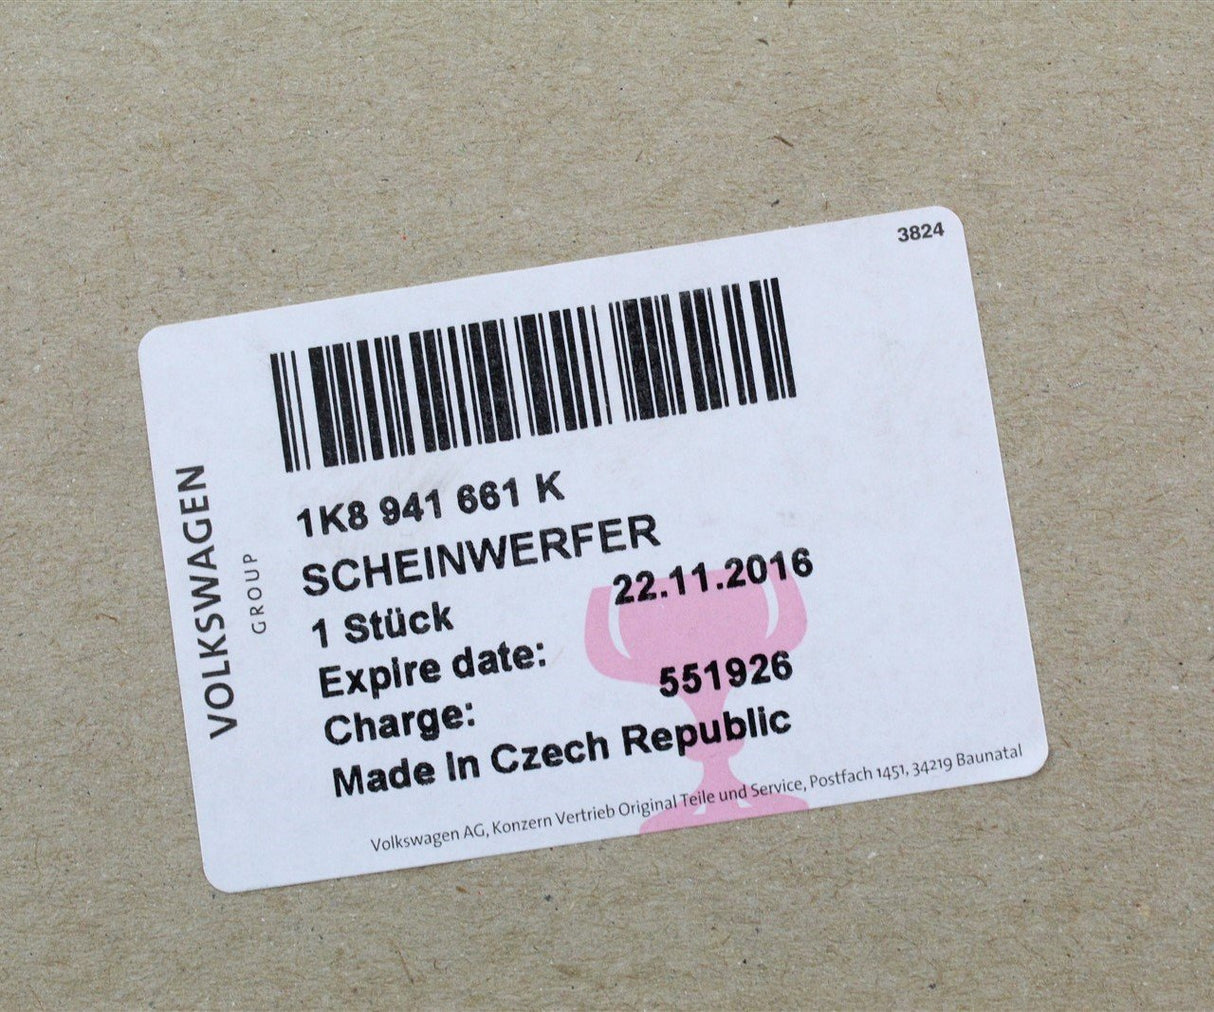 3824
VOLKSWAGEN
GROUP
1K8 941 661 K
SCHEINWERFER
1 Stück 22.11.2016
Expire date:
Charge: 551926
Made in Czech Republic
Volkswagen AG, Konzern Vertrieb Original Teile und Service, Postfach 1451, 34219 Baunatal